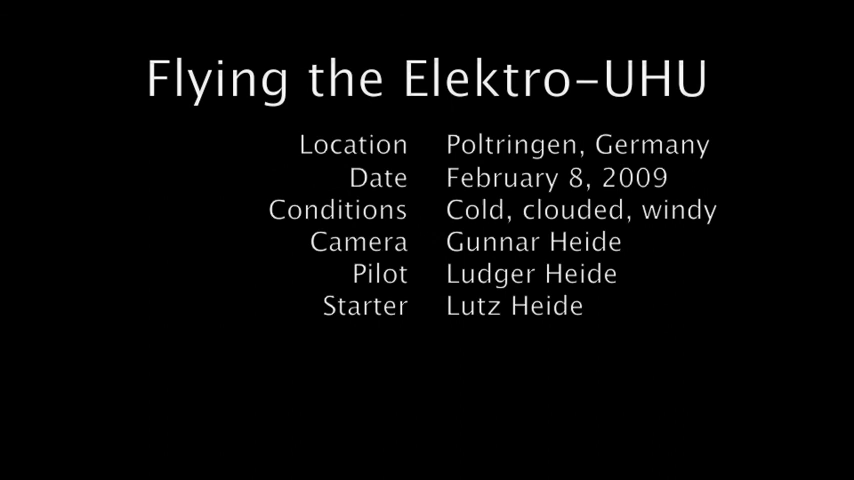 Flying the Elektro-UHU
Location Poltringen, Germany
Date February 8, 2009
Conditions Cold, clouded, windy
Camera Gunnar Heide
Pilot Ludger Heide
Starter Lutz Heide